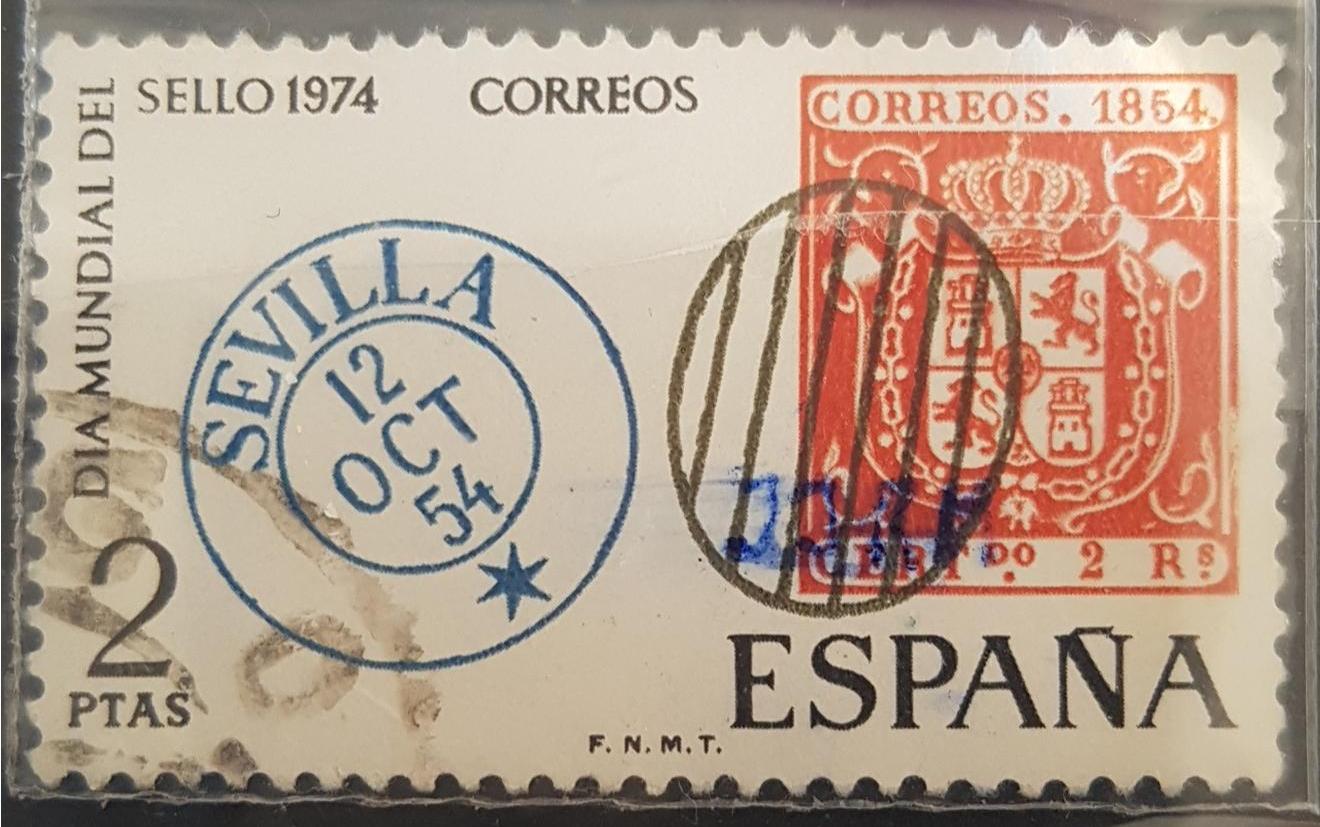 DIA MUNDIAL DEL
SELLO 1974
CORREOS
CORREOS. 1854.
SEVILLA
12
OCT
54
CERT.DO 2 Rs.
2
PTAS
ESPAÑA
F. N. M. T.